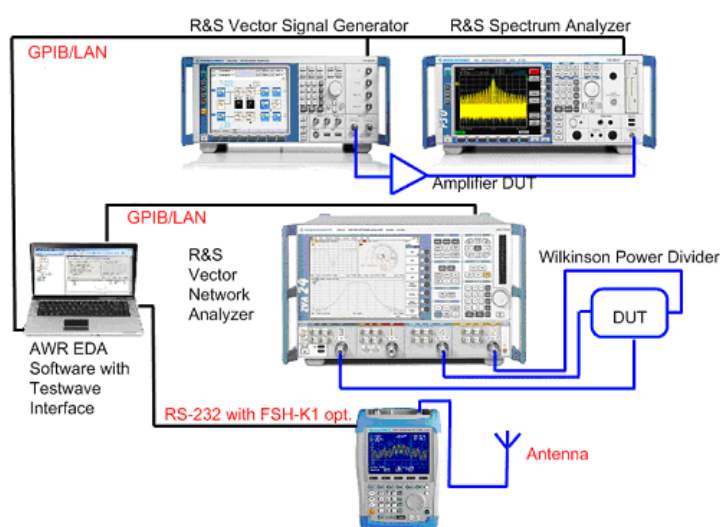 R&S Vector Signal Generator
R&S Spectrum Analyzer
GPIB/LAN
Amplifier DUT
GPIB/LAN
R&S
Vector
Network
Analyzer
Wilkinson Power Divider
DUT
AWR EDA
Software with
Testwave
Interface
RS-232 with FSH-K1 opt.
Antenna